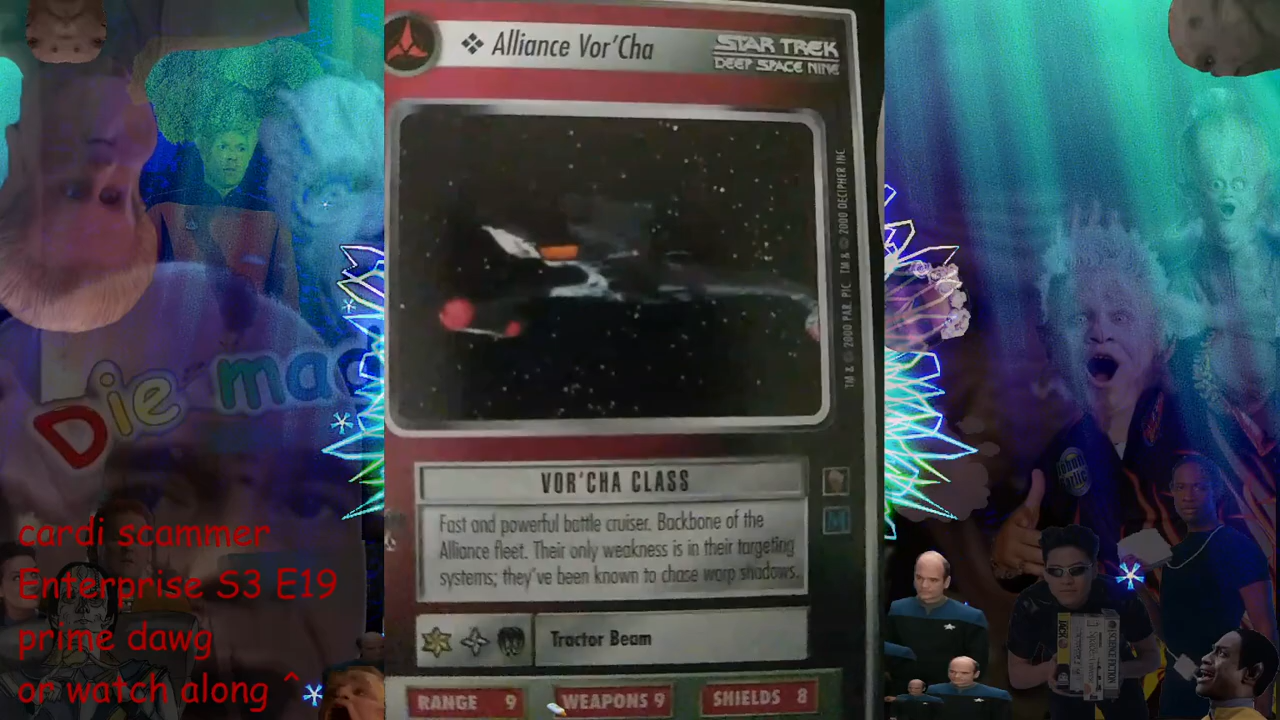 ❖ Alliance Vor'Cha
STAR TREK
DEEP SPACE NINE
TM & © 2000 PAR. PIC. TM & © 2000 DECIPHER INC
VOR'CHA CLASS
Fast and powerful battle cruiser. Backbone of the
Alliance fleet. Their only weakness is in their targeting
systems; they've been known to chase warp shadows.
Tractor Beam
RANGE 9
WEAPONS 9
SHIELDS 8
Die mac
cardi scammer
Enterprise S3 E19
prime dawg
or watch along ^
SCIENCE FICTION